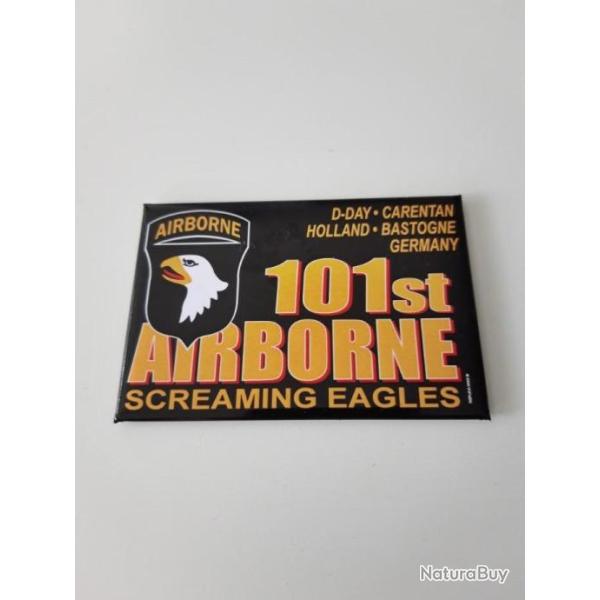 AIRBORNE
D-DAY • CARENTAN
HOLLAND • BASTOGNE
GERMANY
101st
AIRBORNE
SCREAMING EAGLES
NaturaBuy